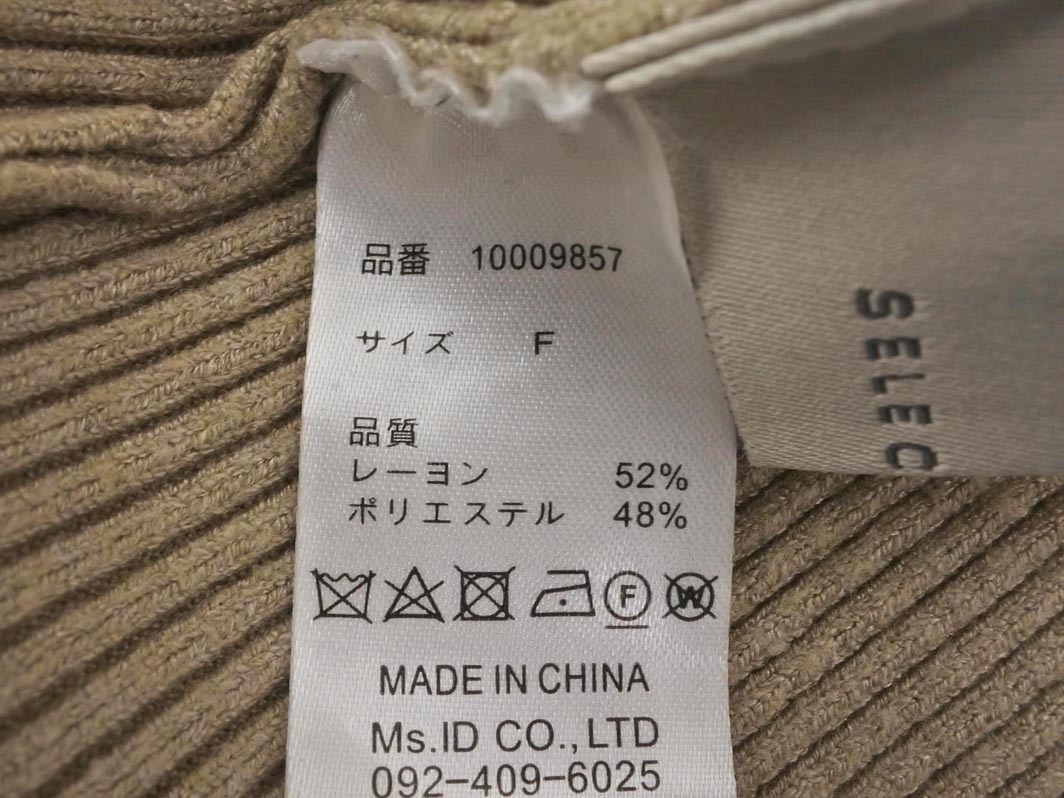 品番 10009857
サイズ F
品質
レーヨン 52%
ポリエステル 48%
F W
MADE IN CHINA
Ms.ID CO.,LTD
092-409-6025
SELEC